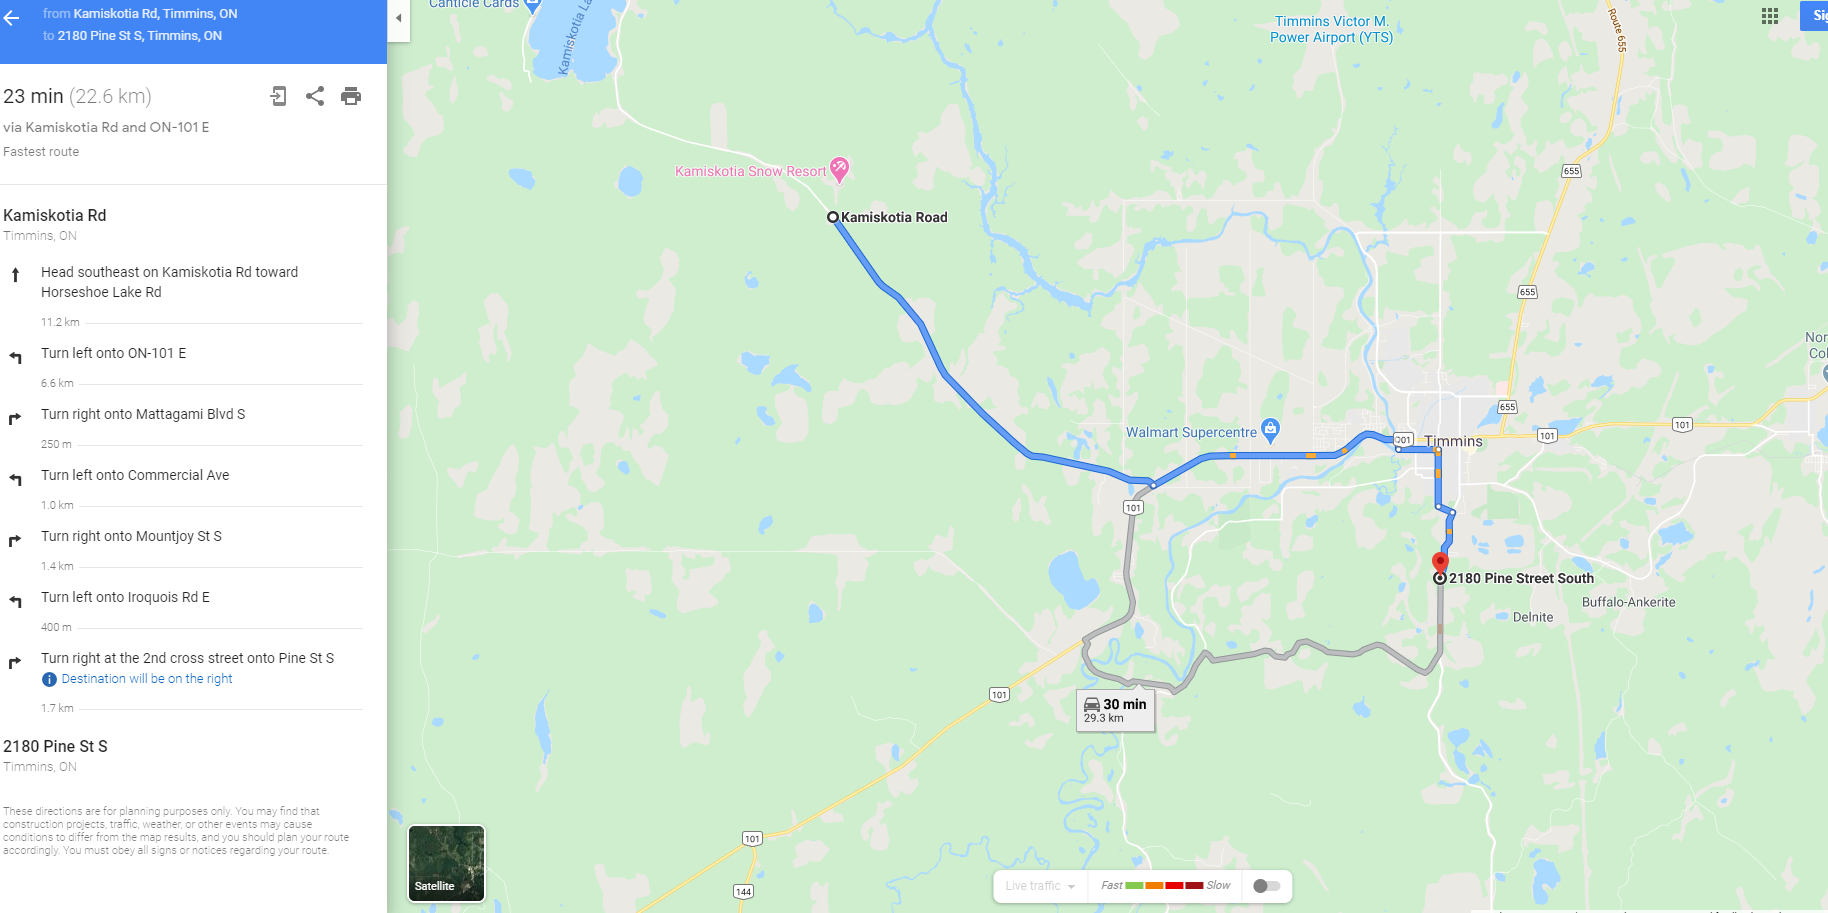 from Kamiskotia Rd, Timmins, ON
to 2180 Pine St S, Timmins, ON
23 min (22.6 km)
via Kamiskotia Rd and ON-101 E
Fastest route
Kamiskotia Rd
Timmins, ON
Head southeast on Kamiskotia Rd toward
Horseshoe Lake Rd
11.2 km
Turn left onto ON-101 E
6.6 km
Turn right onto Mattagami Blvd S
250 m
Turn left onto Commercial Ave
1.0 km
Turn right onto Mountjoy St S
1.4 km
Turn left onto Iroquois Rd E
400 m
Turn right at the 2nd cross street onto Pine St S
Destination will be on the right
1.7 km
2180 Pine St S
Timmins, ON
These directions are for planning purposes only. You may find that
construction projects, traffic, weather, or other events may cause
conditions to differ from the map results, and you should plan your route
accordingly. You must obey all signs or notices regarding your route.
Canticle Cards
Kamiskotia La
Timmins Victor M.
Power Airport (YTS)
Route 655
Sig
655
Kamiskotia Snow Resort
Kamiskotia Road
655
Nor
Col
655
101
Walmart Supercentre
101
Timmins
101
101
2180 Pine Street South
Buffalo-Ankerite
Delnite
101
30 min
29.3 km
101
144
Satellite
Live traffic
Fast
Slow